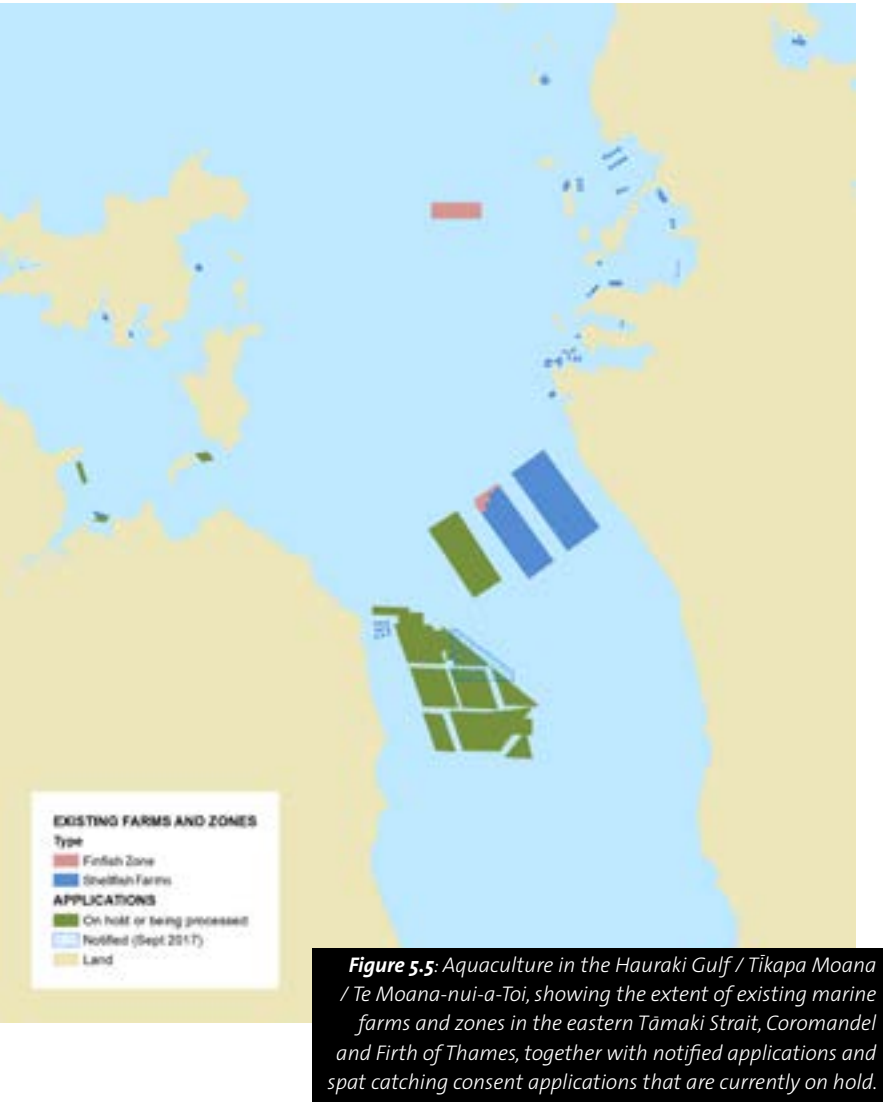 EXISTING FARMS AND ZONES
Type
Finfish Zone
Shellfish Farms
APPLICATIONS
On hold or being processed
Notified (Sept 2017)
Land
Figure 5.5: Aquaculture in the Hauraki Gulf / Tīkapa Moana
/ Te Moana-nui-a-Toi, showing the extent of existing marine
farms and zones in the eastern Tāmaki Strait, Coromandel
and Firth of Thames, together with notified applications and
spat catching consent applications that are currently on hold.